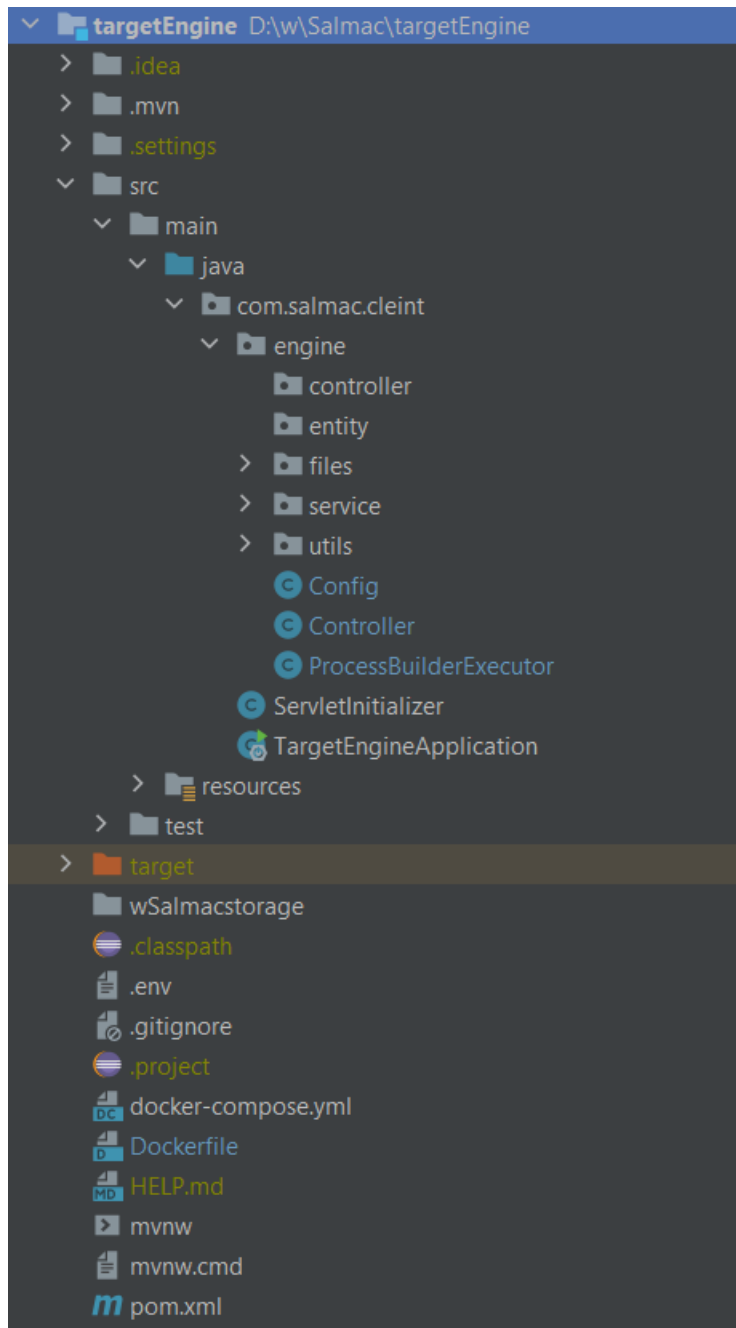 targetEngine D:\w\Salmac\targetEngine
.idea
.mvn
.settings
src
main
java
com.salmac.cleint
engine
controller
entity
files
service
utils
C Config
C Controller
C ProcessBuilderExecutor
C ServletInitializer
TargetEngineApplication
resources
test
target
wSalmacstorage
.classpath
.env
.gitignore
.project
DC docker-compose.yml
D Dockerfile
MD HELP.md
mvnw
mvnw.cmd
m pom.xml